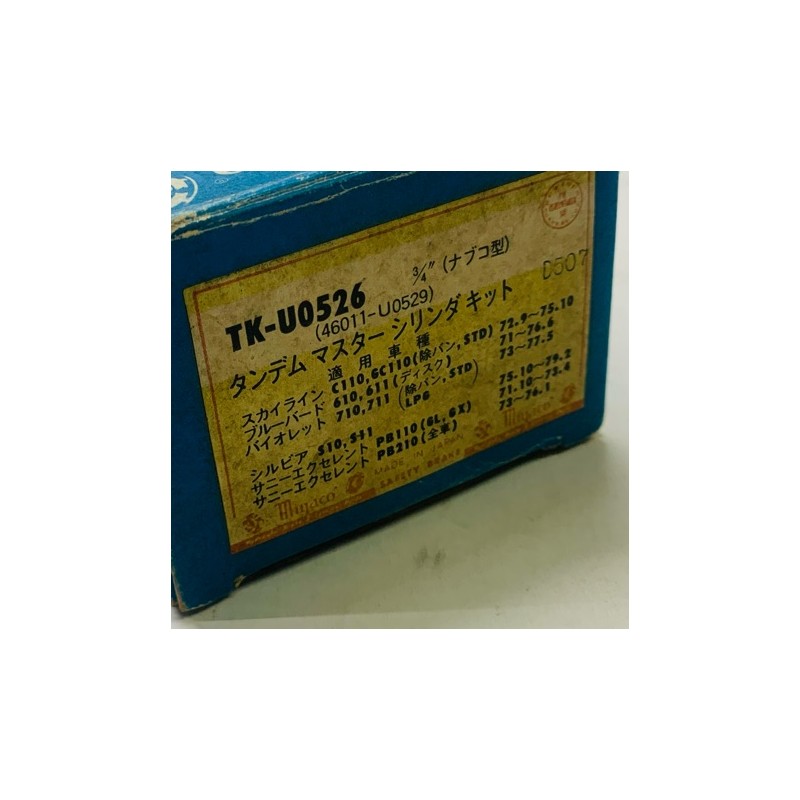 TK-U0526 3/4" (ナブコ型) D507
(46011-U0529)
タンデム マスター シリンダ キット
適用車種
スカイライン C110,GC110(除バン,STD) 72.9~75.10
ブルーバード 610,611(ディスク) 71~76.6
バイオレット 710,711 (除バン,STD LPG 73~77.5
シルビア S10,S11 75.10~79.2
サニーエクセレント PB110(GL,GX) 71.10~73.4
サニーエクセレント PB210(全車) 73~76.1
Miyaco MADE IN JAPAN Miyaco
SAFETY BRAKE